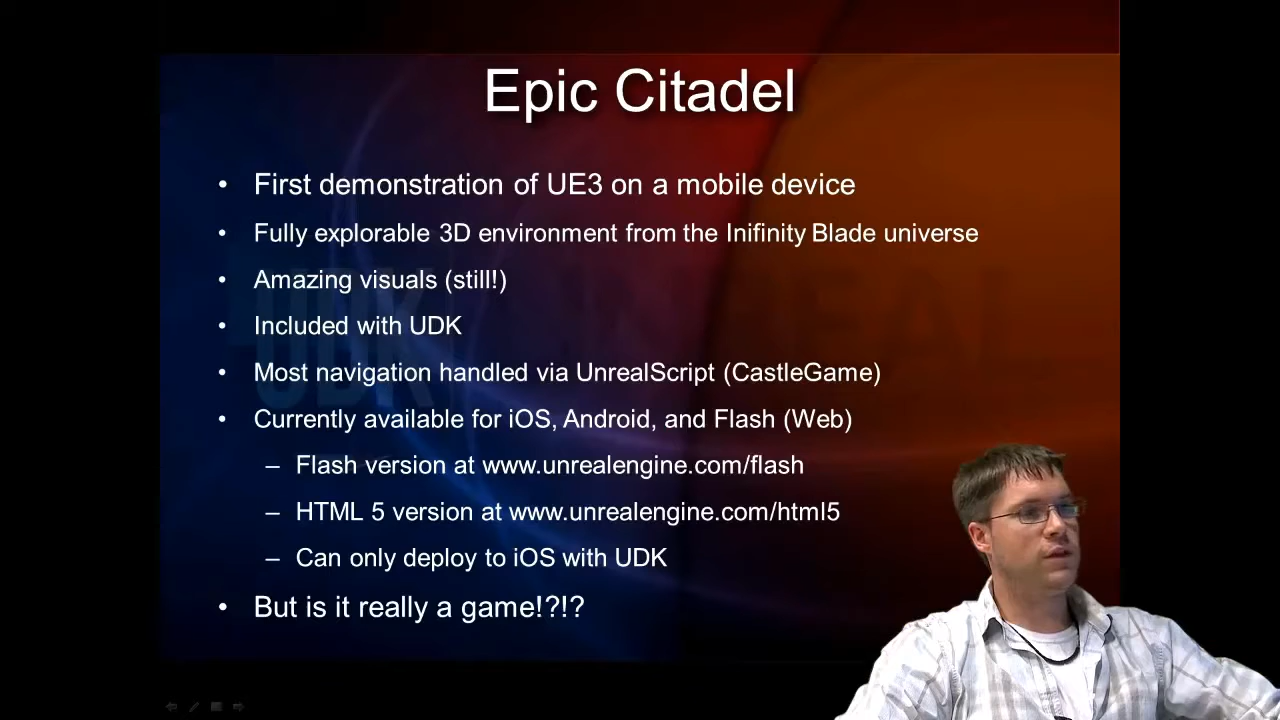 Epic Citadel
• First demonstration of UE3 on a mobile device
• Fully explorable 3D environment from the Inifinity Blade universe
• Amazing visuals (still!)
• Included with UDK
• Most navigation handled via UnrealScript (CastleGame)
• Currently available for iOS, Android, and Flash (Web)
– Flash version at www.unrealengine.com/flash
– HTML 5 version at www.unrealengine.com/html5
– Can only deploy to iOS with UDK
• But is it really a game!?!?
UDK